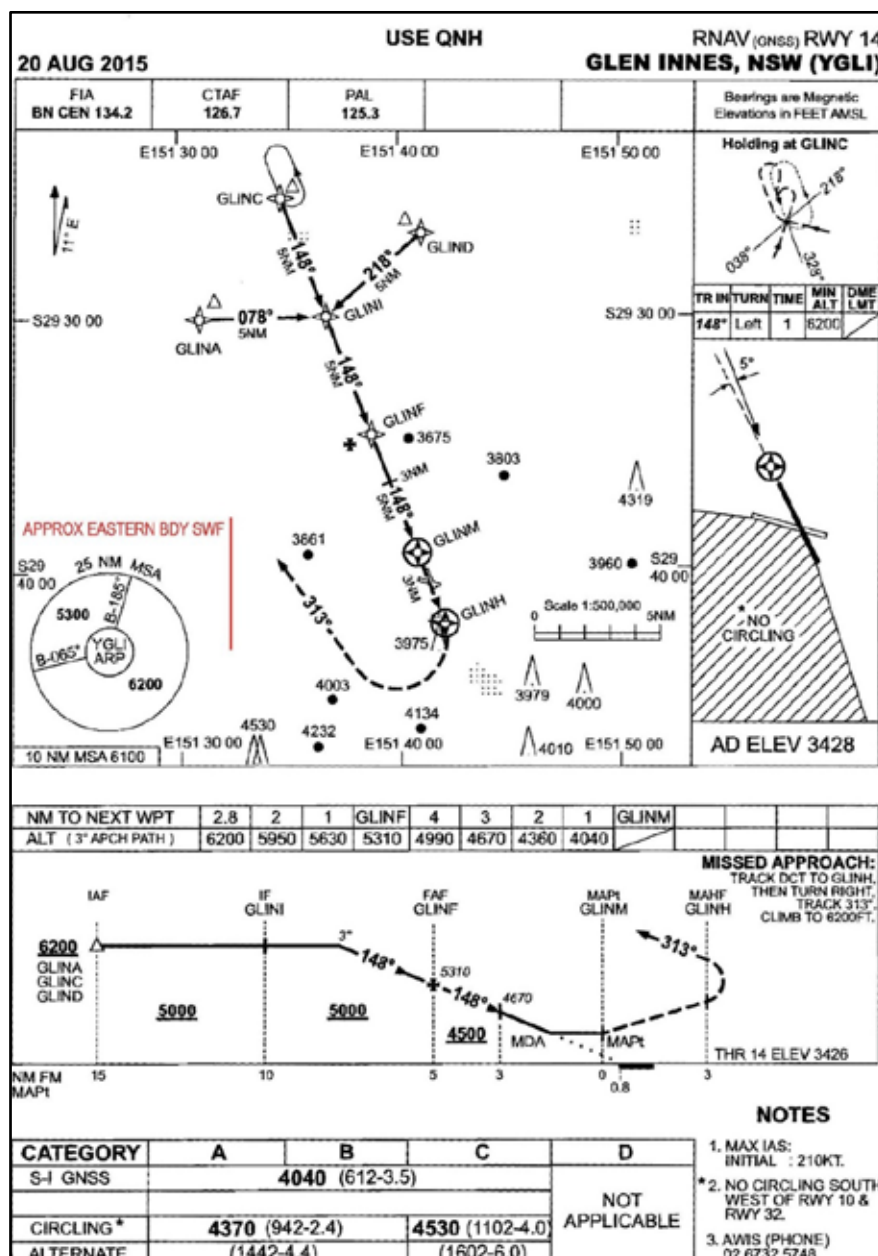 USE QNH
RNAV (GNSS) RWY 14
20 AUG 2015
GLEN INNES, NSW (YGLI)
FIA
BN CEN 134.2
CTAF
126.7
PAL
125.3
Bearings are Magnetic
Elevations in FEET AMSL
E151 30 00
E151 40 00
E151 50 00
Holding at GLINC
218°
038°
328°
TR IN TURN TIME MIN ALT DME LMT
148° Left 1 6200
11° E
GLINC
148°
5NM
GLIND
218°
5NM
GLINI
S29 30 00
078°
5NM
GLINA
S29 30 00
148°
5NM
GLINF
3675
3NM
3803
148°
5NM
4319
5°
APPROX EASTERN BDY SWF
3661
GLINM
3960
S29
40 00
S29
40 00
25 NM MSA
5300
B-185°
YGLI
ARP
B-065°
6200
313°
3NM
GLINH
Scale 1:500,000
0 5NM
3975
* NO
CIRCLING
3979
4000
4003
4134
4530
4232
4010
E151 30 00
E151 40 00
E151 50 00
10 NM MSA 6100
AD ELEV 3428
NM TO NEXT WPT 2.8 2 1 GLINF 4 3 2 1 GLINM
ALT ( 3° APCH PATH ) 6200 5950 5630 5310 4990 4670 4360 4040
MISSED APPROACH:
TRACK DCT TO GLINH,
THEN TURN RIGHT,
TRACK 313°.
CLIMB TO 6200FT.
IAF
IF
GLINI
FAF
GLINF
MAPt
GLINM
MAHF
GLINH
6200
GLINA
GLINC
GLIND
3°
148°
5310
148°
4670
313°
5000
5000
4500
MDA
MAPt
THR 14 ELEV 3426
NM FM
MAPt
15 10 5 3 0 3
0.8
NOTES
CATEGORY A B C D
S-I GNSS 4040 (612-3.5)
NOT
APPLICABLE
CIRCLING* 4370 (942-2.4) 4530 (1102-4.0)
ALTERNATE (1442-4.4) (1602-6.0)
1. MAX IAS:
INITIAL : 210KT.
*2. NO CIRCLING SOUTH
WEST OF RWY 10 &
RWY 32.
3. AWIS (PHONE)
02 6732 5748